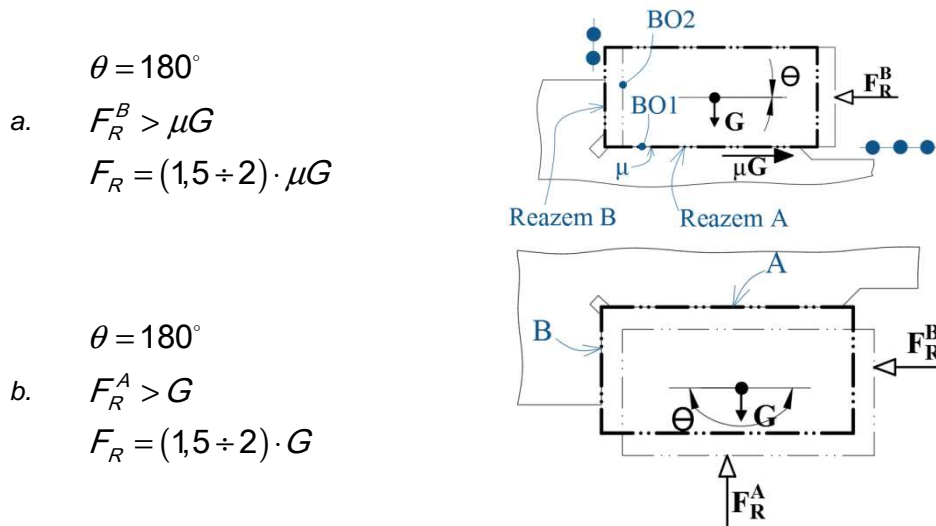 θ = 180°
a. F_R^B > μG
F_R = (1,5 ÷ 2) · μG
BO2
Θ
F_R^B
BO1
G
μ
μG
Reazem B
Reazem A
θ = 180°
b. F_R^A > G
F_R = (1,5 ÷ 2) · G
A
B
F_R^B
Θ
G
F_R^A